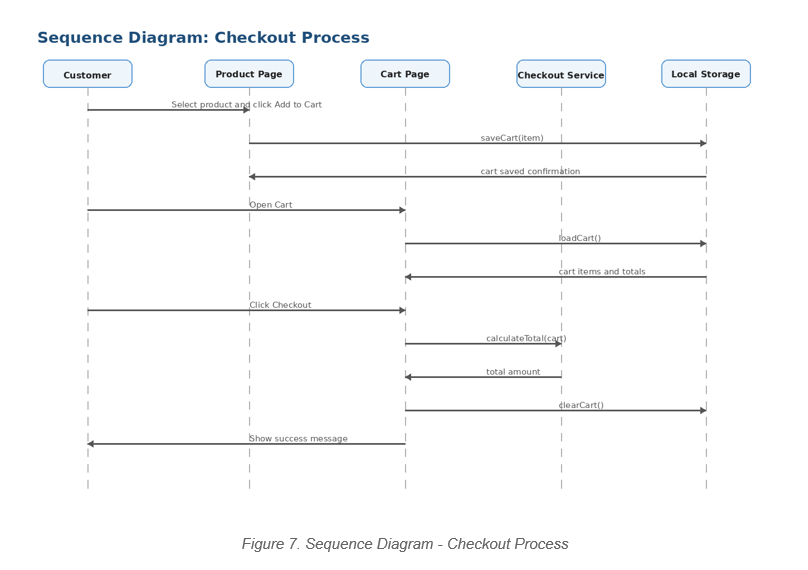 Sequence Diagram: Checkout Process
Customer
Product Page
Cart Page
Checkout Service
Local Storage
Select product and click Add to Cart
saveCart(item)
cart saved confirmation
Open Cart
loadCart()
cart items and totals
Click Checkout
calculateTotal(cart)
total amount
clearCart()
Show success message
Figure 7. Sequence Diagram - Checkout Process